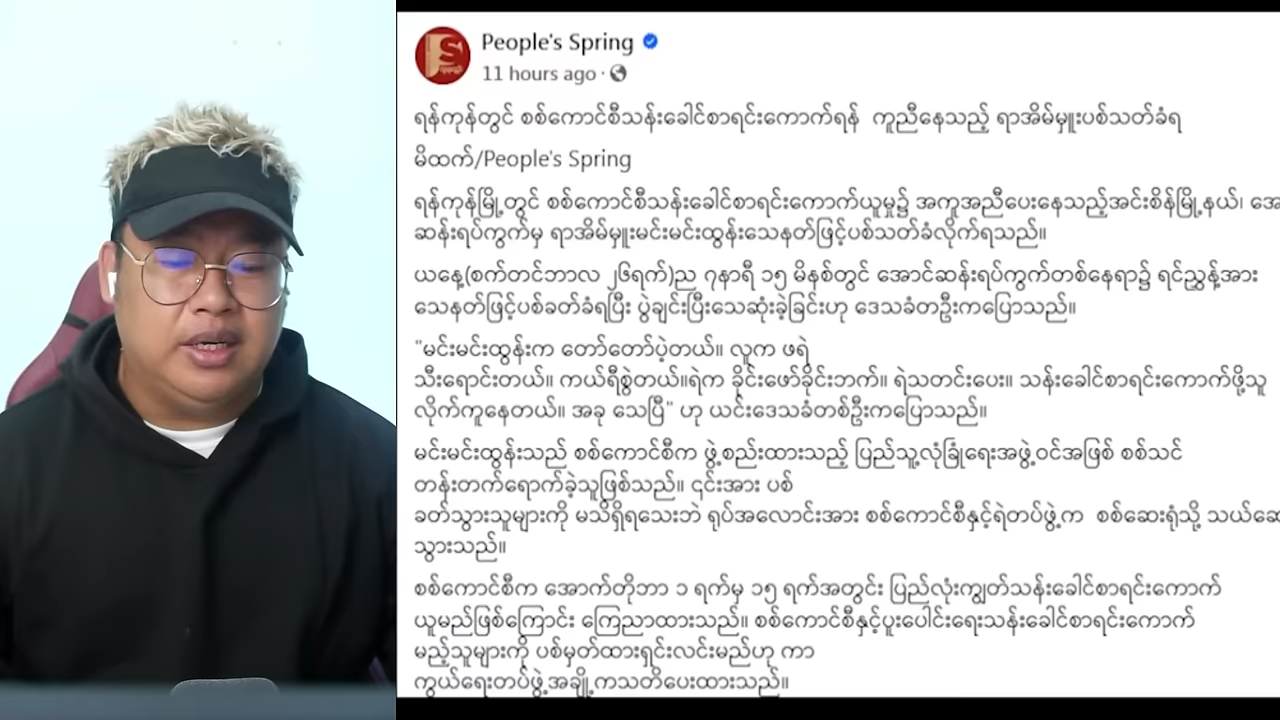 People's Spring
11 hours ago ·
ရန်ကုန်တွင် စစ်ကောင်စီသန်းခေါင်စာရင်းကောက်ရန် ကူညီနေသည့် ရာအိမ်မှူးပစ်သတ်ခံရ
မိထက်/People's Spring
ရန်ကုန်မြို့တွင် စစ်ကောင်စီသန်းခေါင်စာရင်းကောက်ယူမှု၌ အကူအညီပေးနေသည့်အင်းစိန်မြို့နယ်၊ အော
ဆန်းရပ်ကွက်မှ ရာအိမ်မှူးမင်းမင်းထွန်းသေနတ်ဖြင့်ပစ်သတ်ခံလိုက်ရသည်။
ယနေ့(စက်တင်ဘာလ ၂၆ရက်)ည ၇နာရီ ၁၅ မိနစ်တွင် အောင်ဆန်းရပ်ကွက်တစ်နေရာ၌ ရင်ညွှန့်အား
သေနတ်ဖြင့်ပစ်ခတ်ခံရပြီး ပွဲချင်းပြီးသေဆုံးခဲ့ခြင်းဟု ဒေသခံတဦးကပြောသည်။
"မင်းမင်းထွန်းက တော်တော်ပဲ့တယ်။ လူက ဖရဲ
သီးရောင်းတယ်။ ကယ်ရီစွဲတယ်။ရဲက ခိုင်းဖော်ခိုင်းဘက်။ ရဲသတင်းပေး။ သန်းခေါင်စာရင်းကောက်ဖို့သူ
လိုက်ကူနေတယ်။ အခု သေပြီ" ဟု ယင်းဒေသခံတစ်ဦးကပြောသည်။
မင်းမင်းထွန်းသည် စစ်ကောင်စီက ဖွဲ့စည်းထားသည့် ပြည်သူ့လုံခြုံရေးအဖွဲ့ဝင်အဖြစ် စစ်သင်
တန်းတက်ရောက်ခဲ့သူဖြစ်သည်။ ၎င်းအား ပစ်
ခတ်သွားသူများကို မသိရှိရသေးဘဲ ရုပ်အလောင်းအား စစ်ကောင်စီနှင့်ရဲတပ်ဖွဲ့က စစ်ဆေးရုံသို့ သယ်ဆေ
သွားသည်။
စစ်ကောင်စီက အောက်တိုဘာ ၁ ရက်မှ ၁၅ ရက်အတွင်း ပြည်လုံးကျွတ်သန်းခေါင်စာရင်းကောက်
ယူမည်ဖြစ်ကြောင်း ကြေညာထားသည်။ စစ်ကောင်စီနှင့်ပူးပေါင်းရေးသန်းခေါင်စာရင်းကောက်
မည့်သူများကို ပစ်မှတ်ထားရှင်းလင်းမည်ဟု ကာ
ကွယ်ရေးတပ်ဖွဲ့အချို့ကသတိပေးထားသည်။